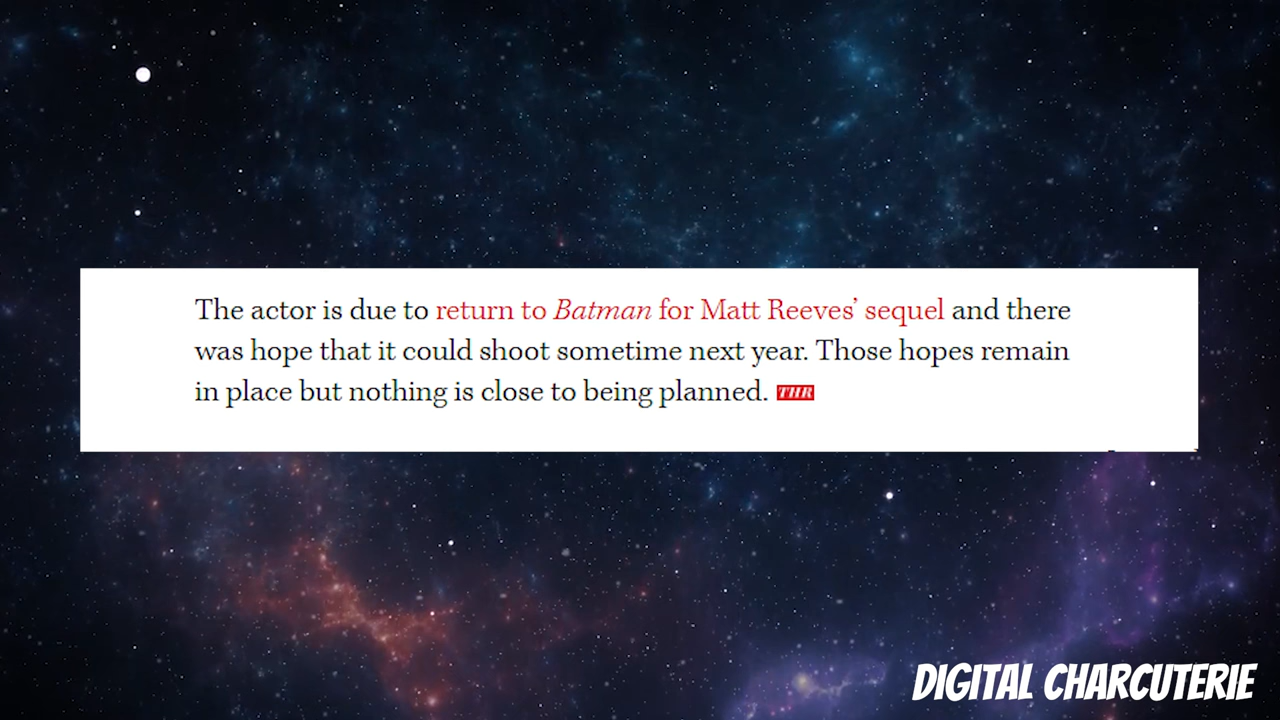 The actor is due to return to Batman for Matt Reeves’ sequel and there
was hope that it could shoot sometime next year. Those hopes remain
in place but nothing is close to being planned. THR
DIGITAL CHARCUTERIE